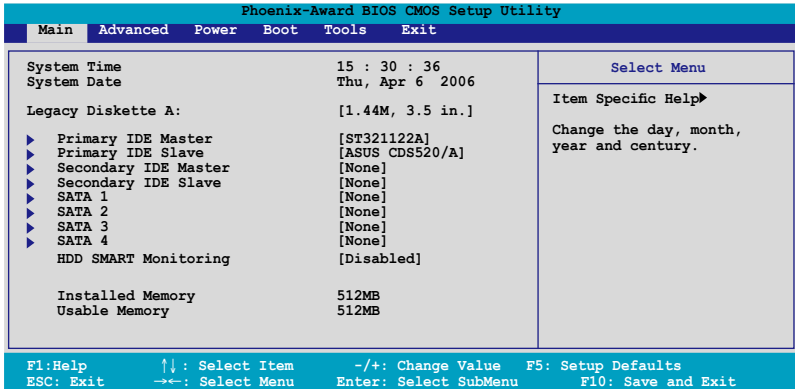 Phoenix-Award BIOS CMOS Setup Utility
Main Advanced Power Boot Tools Exit
System Time 15 : 30 : 36
System Date Thu, Apr 6 2006
Legacy Diskette A: [1.44M, 3.5 in.]
Primary IDE Master [ST321122A]
Primary IDE Slave [ASUS CDS520/A]
Secondary IDE Master [None]
Secondary IDE Slave [None]
SATA 1 [None]
SATA 2 [None]
SATA 3 [None]
SATA 4 [None]
HDD SMART Monitoring [Disabled]
Installed Memory 512MB
Usable Memory 512MB
Select Menu
Item Specific Help
Change the day, month,
year and century.
F1:Help ↑↓: Select Item -/+: Change Value F5: Setup Defaults
ESC: Exit →←: Select Menu Enter: Select SubMenu F10: Save and Exit